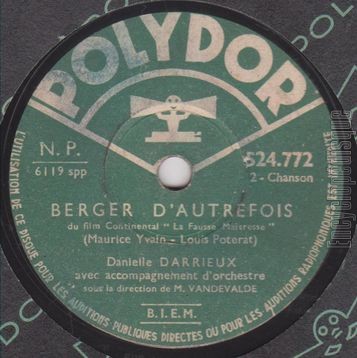 POLYDOR
N. P.
6119 spp
524.772
2 - Chanson
BERGER D'AUTREFOIS
du film Continental " La Fausse Maîtresse "
(Maurice Yvain - Louis Poterat)
Danielle DARRIEUX
avec accompagnement d'orchestre
sous la direction de M. VANDEVALDE
B.I.E.M.
L'UTILISATION DE CE DISQUE POUR LES AUDITIONS PUBLIQUES DIRECTES OU POUR LES AUDITIONS RADIOPHONIQUES EST INTERDITE